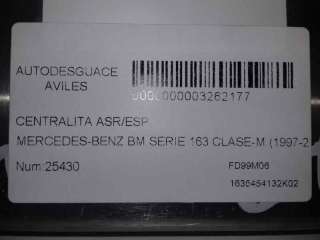 AUTODESGUACE
AVILES
0000000003262177
CENTRALITA ASR/ESP
MERCEDES-BENZ BM SERIE 163 CLASE-M (1997-2
Num:25430
FD99M06
1635454132K02